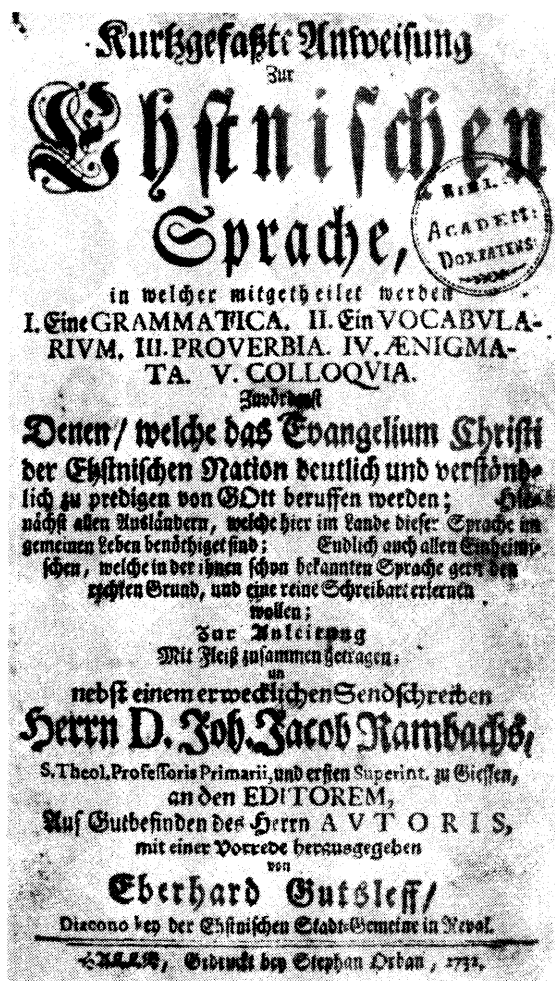 Kurtzgefaßte Anweisung
Zur
Ehstnischen
Sprache,
BIBL:
ACADEM:
DORPATENS:
in welcher mitgetheilet werden
I. Eine GRAMMATICA. II. Ein VOCABVLA-
RIVM. III. PROVERBIA. IV. ÆNIGMA-
TA. V. COLLOQVIA.
Zuvörderst
Denen / welche das Evangelium Christi
der Ehstnischen Nation deutlich und verständ-
lich zu predigen von GOtt beruffen werden; Hie-
nächst allen Ausländern, welche hier im Lande dieser Sprache im
gemeinen Leben benöthiget sind; Endlich auch allen Einheimi-
schen, welche in der ihnen schon bekannten Sprache gern den
rechten Grund, und eine reine Schreibart erlernen
wollen;
Zur Anleitung
Mit Fleiß zusammen getragen,
un
nebst einem erwecklichen Sendschreiben
Herrn D. Joh. Jacob Rambachs,
S. Theol. Professoris Primarii, und ersten Superint. zu Giessen,
an den EDITOREM,
Auf Gutbefinden des Herrn AVTORIS,
mit einer Vorrede herausgegeben
von
Eberhard Gutsleff /
Diacono bey der Ehstnischen Stadt-Gemeine in Reval.
HALLE, Gedruckt bey Stephan Orban, 1732.